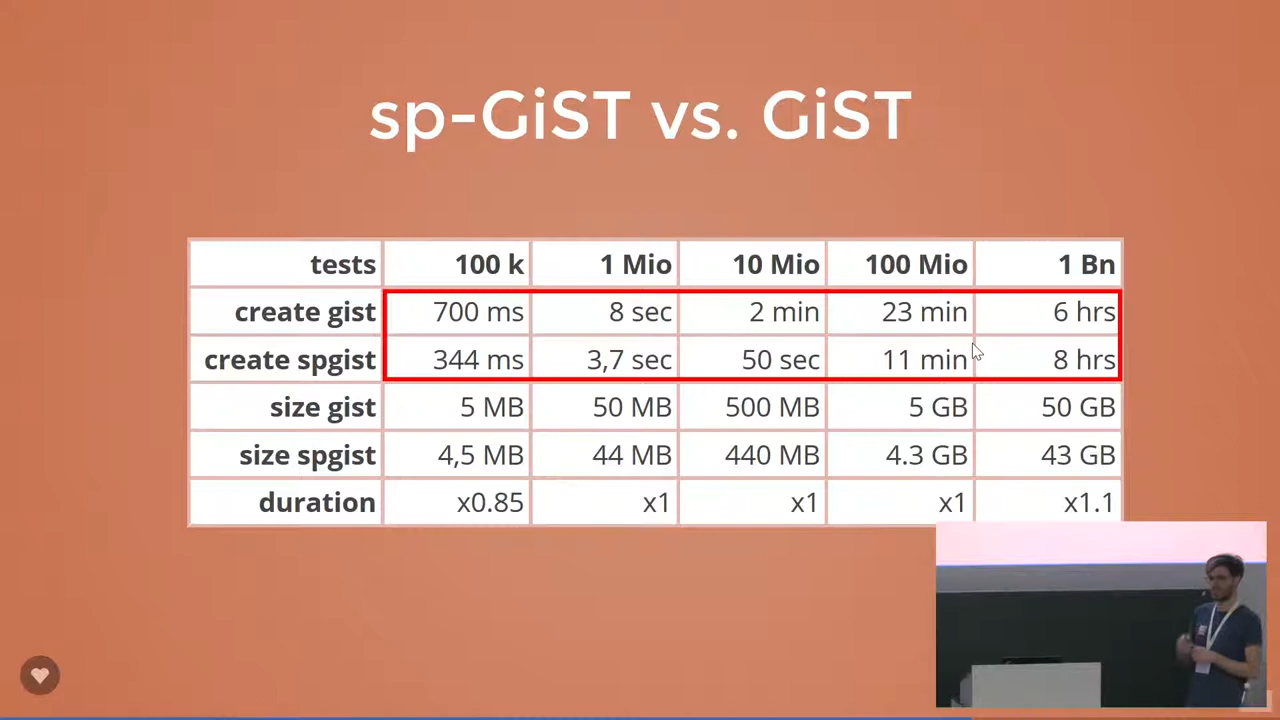 sp-GiST vs. GiST
tests 100 k 1 Mio 10 Mio 100 Mio 1 Bn
create gist 700 ms 8 sec 2 min 23 min 6 hrs
create spgist 344 ms 3,7 sec 50 sec 11 min 8 hrs
size gist 5 MB 50 MB 500 MB 5 GB 50 GB
size spgist 4,5 MB 44 MB 440 MB 4.3 GB 43 GB
duration x0.85 x1 x1 x1 x1.1